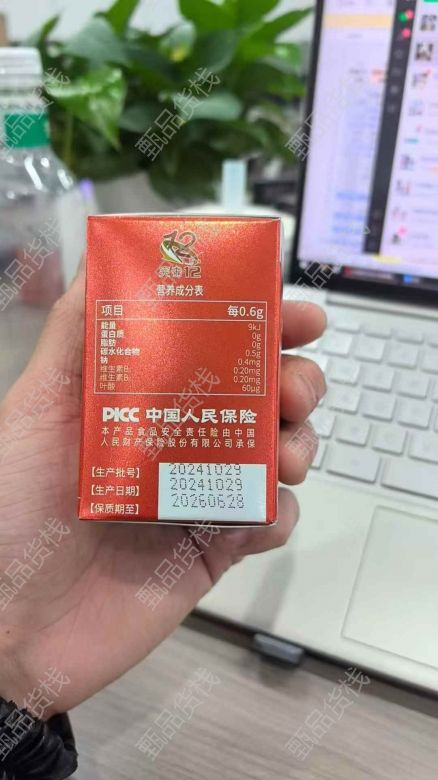 12
天蚕12
营养成分表
项目 每0.6g
能量 9kJ
蛋白质 0g
脂肪 0g
碳水化合物 0.5g
钠 0.4mg
维生素B 0.20mg
维生素B 0.20mg
叶酸 60µg
PICC 中国人民保险
本产品食品安全责任险由中国
人民财产保险股份有限公司承保
【生产批号】 20241029
【生产日期】 20241029
【保质期至】 20260628
甄品货栈